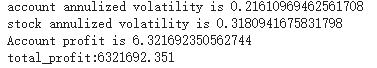 account annulized volatility is 0.21610969462561708
stock annulized volatility is 0.3180941675831798
Account profit is 6.321692350562744
total_profit:6321692.351